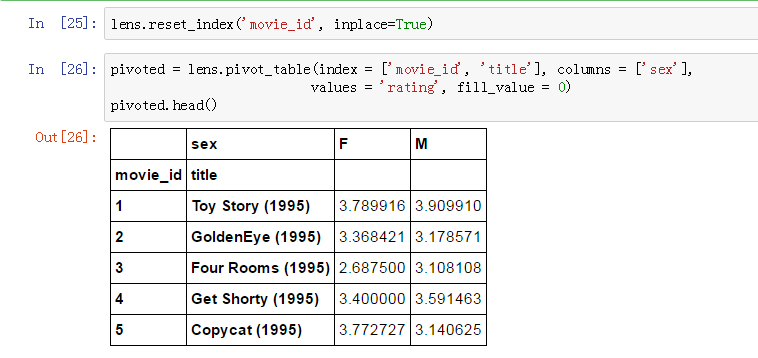 In [25]: lens.reset_index('movie_id', inplace=True)
In [26]: pivoted = lens.pivot_table(index = ['movie_id', 'title'], columns = ['sex'],
values = 'rating', fill_value = 0)
pivoted.head()
Out[26]:
sex F M
movie_id title
1 Toy Story (1995) 3.789916 3.909910
2 GoldenEye (1995) 3.368421 3.178571
3 Four Rooms (1995) 2.687500 3.108108
4 Get Shorty (1995) 3.400000 3.591463
5 Copycat (1995) 3.772727 3.140625